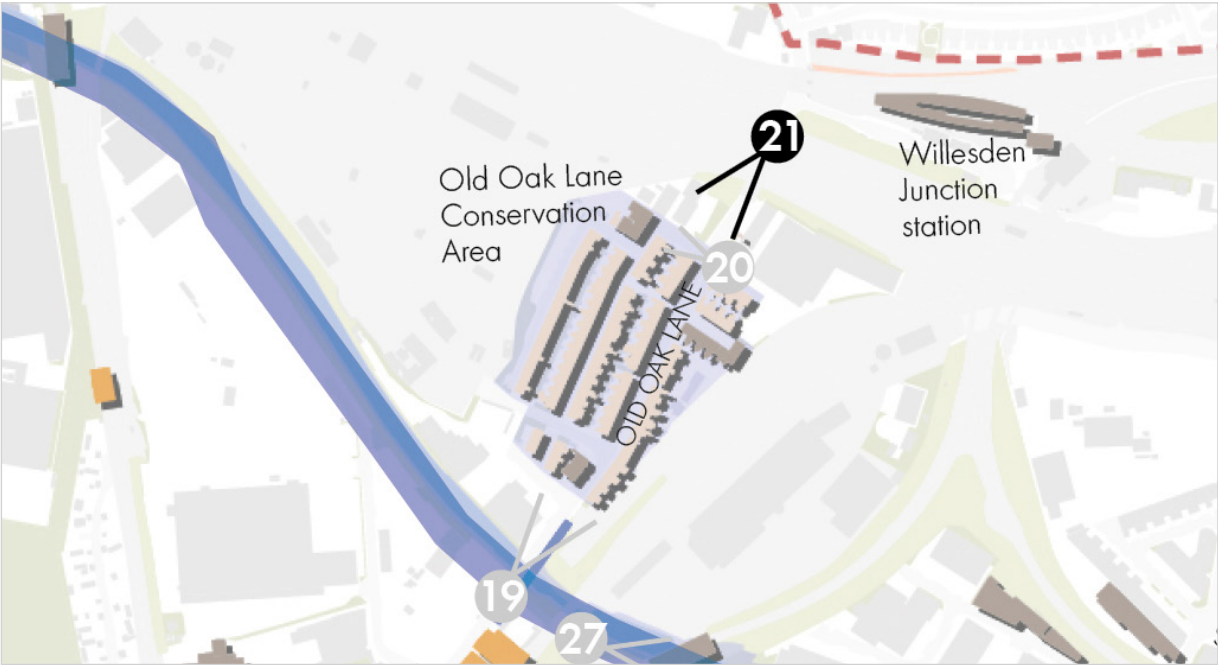 21
Willesden
Junction
station
Old Oak Lane
Conservation
Area
20
OLD OAK LANE
19
27